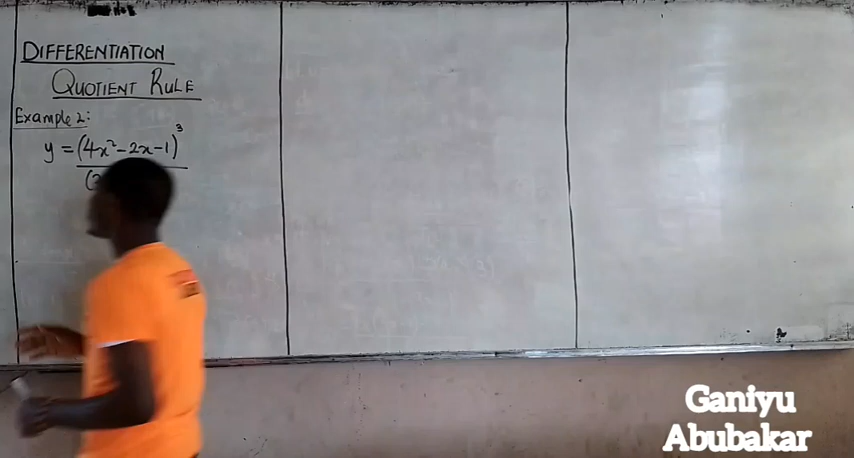 DIFFERENTIATION
QUOTIENT RULE
Example 2:
y = (4x² - 2x - 1)³
Ganiyu
Abubakar